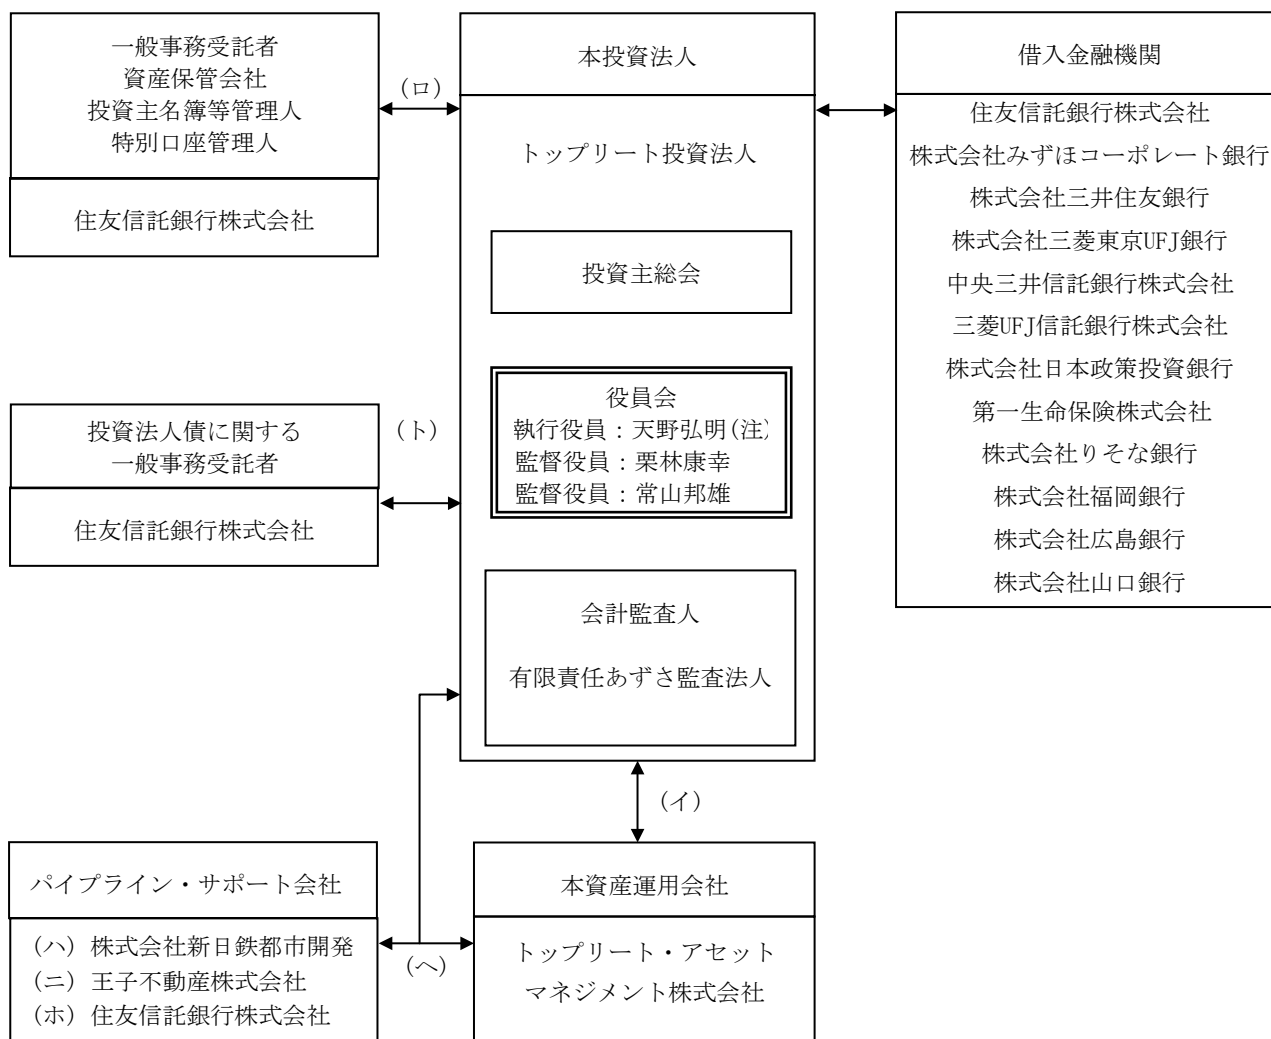 一般事務受託者
資産保管会社
投資主名簿等管理人
特別口座管理人
住友信託銀行株式会社
(ロ)
本投資法人
トップリート投資法人
投資主総会
役員会
執行役員:天野弘明(注)
監督役員:栗林康幸
監督役員:常山邦雄
会計監査人
有限責任あずさ監査法人
借入金融機関
住友信託銀行株式会社
株式会社みずほコーポレート銀行
株式会社三井住友銀行
株式会社三菱東京UFJ銀行
中央三井信託銀行株式会社
三菱UFJ信託銀行株式会社
株式会社日本政策投資銀行
第一生命保険株式会社
株式会社りそな銀行
株式会社福岡銀行
株式会社広島銀行
株式会社山口銀行
投資法人債に関する
一般事務受託者
住友信託銀行株式会社
(ト)
(イ)
パイプライン・サポート会社
(ハ) 株式会社新日鉄都市開発
(ニ) 王子不動産株式会社
(ホ) 住友信託銀行株式会社
(ヘ)
本資産運用会社
トップリート・アセット
マネジメント株式会社